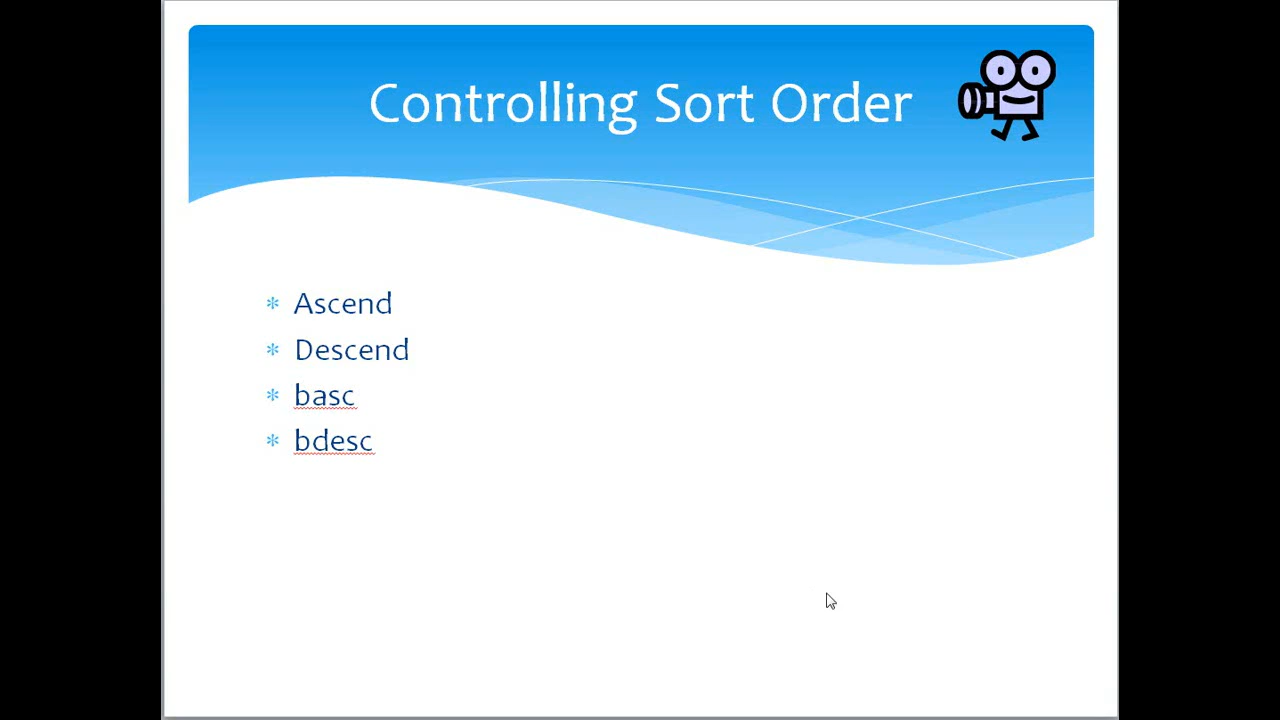 Controlling Sort Order
Ascend
Descend
basc
bdesc